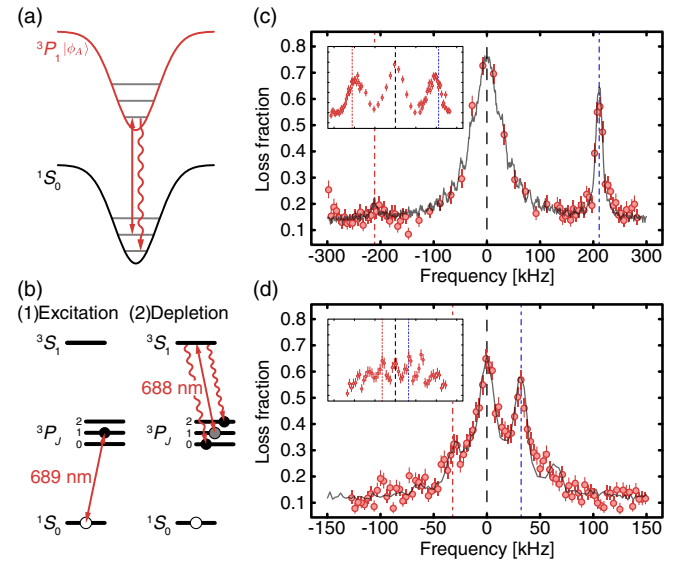 (a)
³P₁|ϕ_A⟩
¹S₀
(b)
(1)Excitation (2)Depletion
³S₁ ³S₁
688 nm
³P_J 2 1 0 ³P_J 2 1 0
689 nm
¹S₀ ¹S₀
(c)
Loss fraction
0.8
0.7
0.6
0.5
0.4
0.3
0.2
0.1
-300 -200 -100 0 100 200 300
Frequency [kHz]
(d)
Loss fraction
0.8
0.7
0.6
0.5
0.4
0.3
0.2
0.1
-150 -100 -50 0 50 100 150
Frequency [kHz]